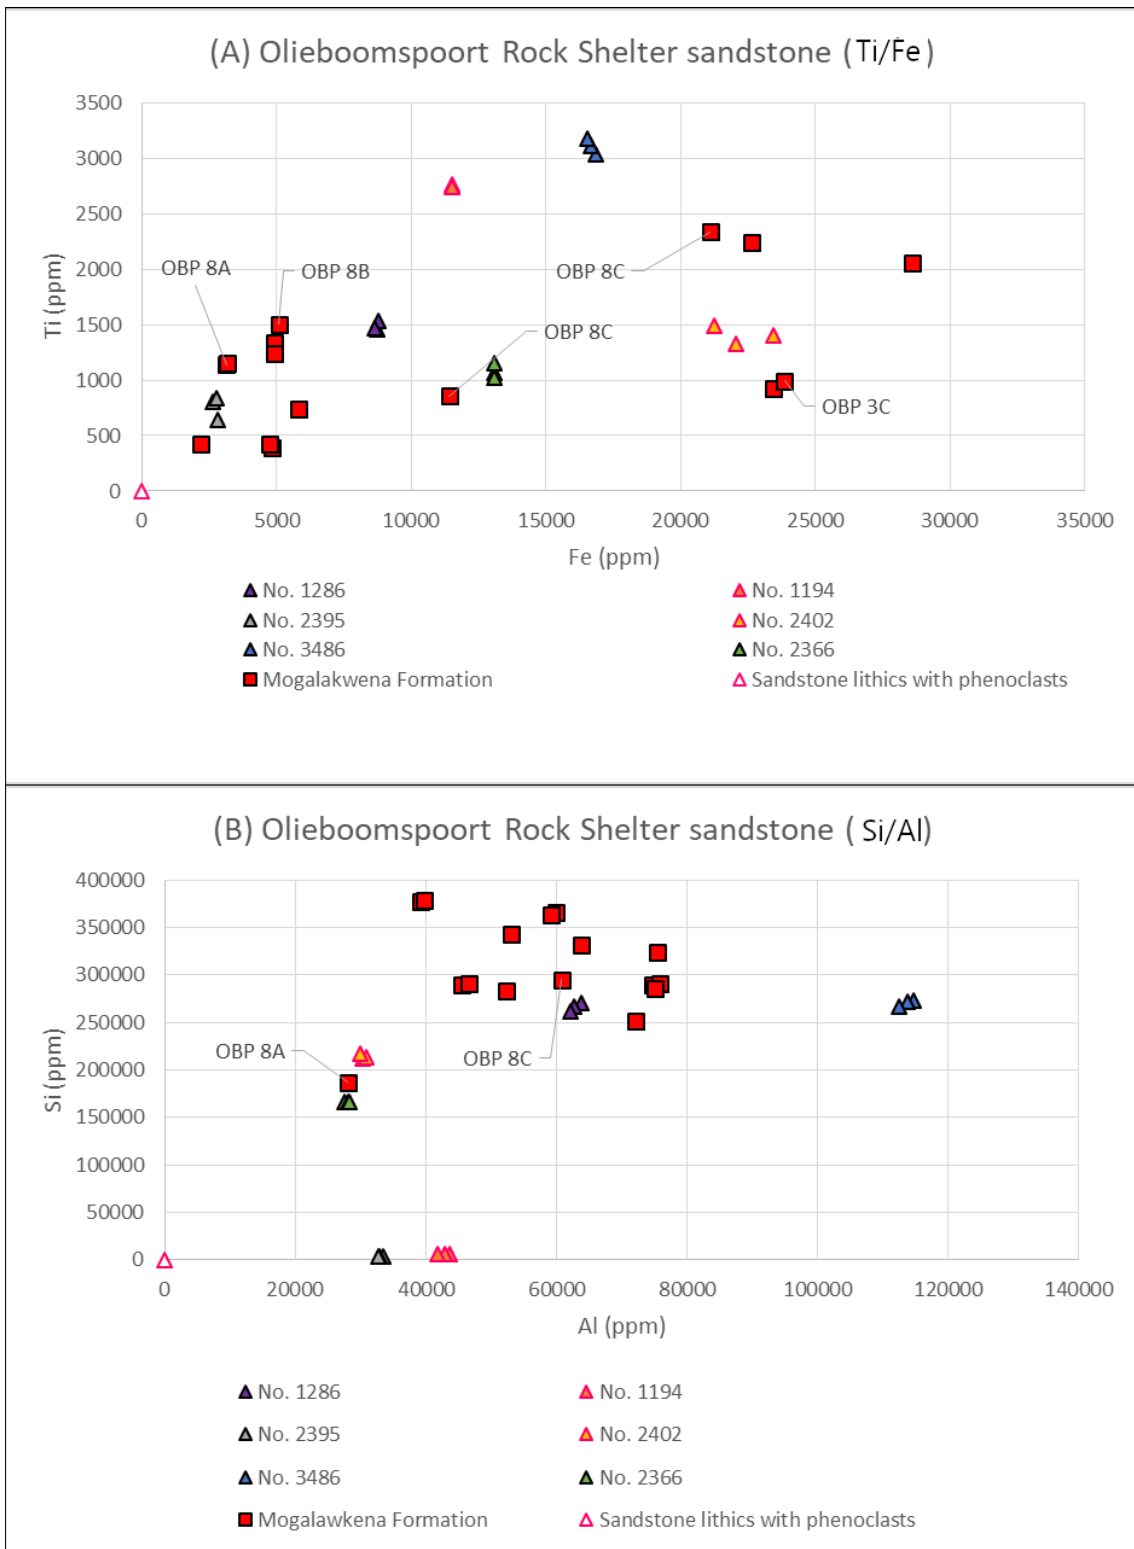 (A) Olieboomspoort Rock Shelter sandstone (Ti/Fe)
3500
3000
2500
2000
1500
1000
500
0
Ti (ppm)
OBP 8A
OBP 8B
OBP 8C
OBP 8C
OBP 3C
0 5000 10000 15000 20000 25000 30000 35000
Fe (ppm)
No. 1286 No. 1194
No. 2395 No. 2402
No. 3486 No. 2366
Mogalakwena Formation Sandstone lithics with phenoclasts
(B) Olieboomspoort Rock Shelter sandstone ( Si/Al)
400000
350000
300000
250000
200000
150000
100000
50000
0
Si (ppm)
OBP 8A
OBP 8C
0 20000 40000 60000 80000 100000 120000 140000
Al (ppm)
No. 1286 No. 1194
No. 2395 No. 2402
No. 3486 No. 2366
Mogalawkena Formation Sandstone lithics with phenoclasts